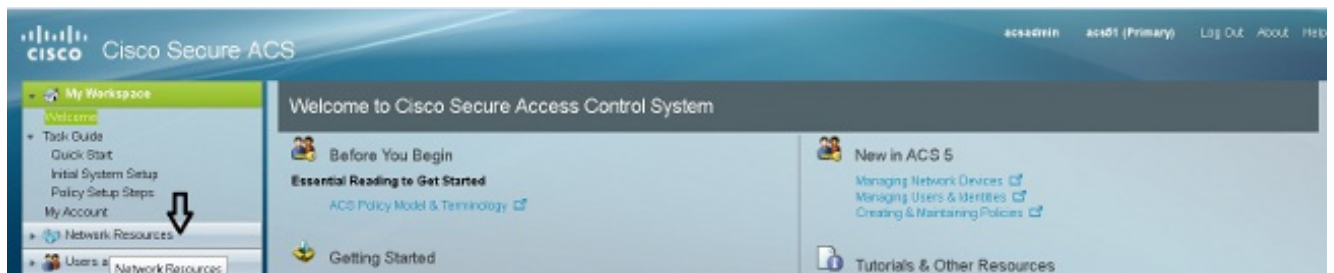 cisco Cisco Secure ACS
acsadmin acs01 (Primary) Log Out About Help
My Workspace
Welcome
Task Guide
Quick Start
Initial System Setup
Policy Setup Steps
My Account
Network Resources
Users a
Network Resources
Welcome to Cisco Secure Access Control System
Before You Begin
Essential Reading to Get Started
ACS Policy Model & Terminology
Getting Started
New in ACS 5
Managing Network Devices
Managing Users & Identities
Creating & Maintaining Policies
Tutorials & Other Resources